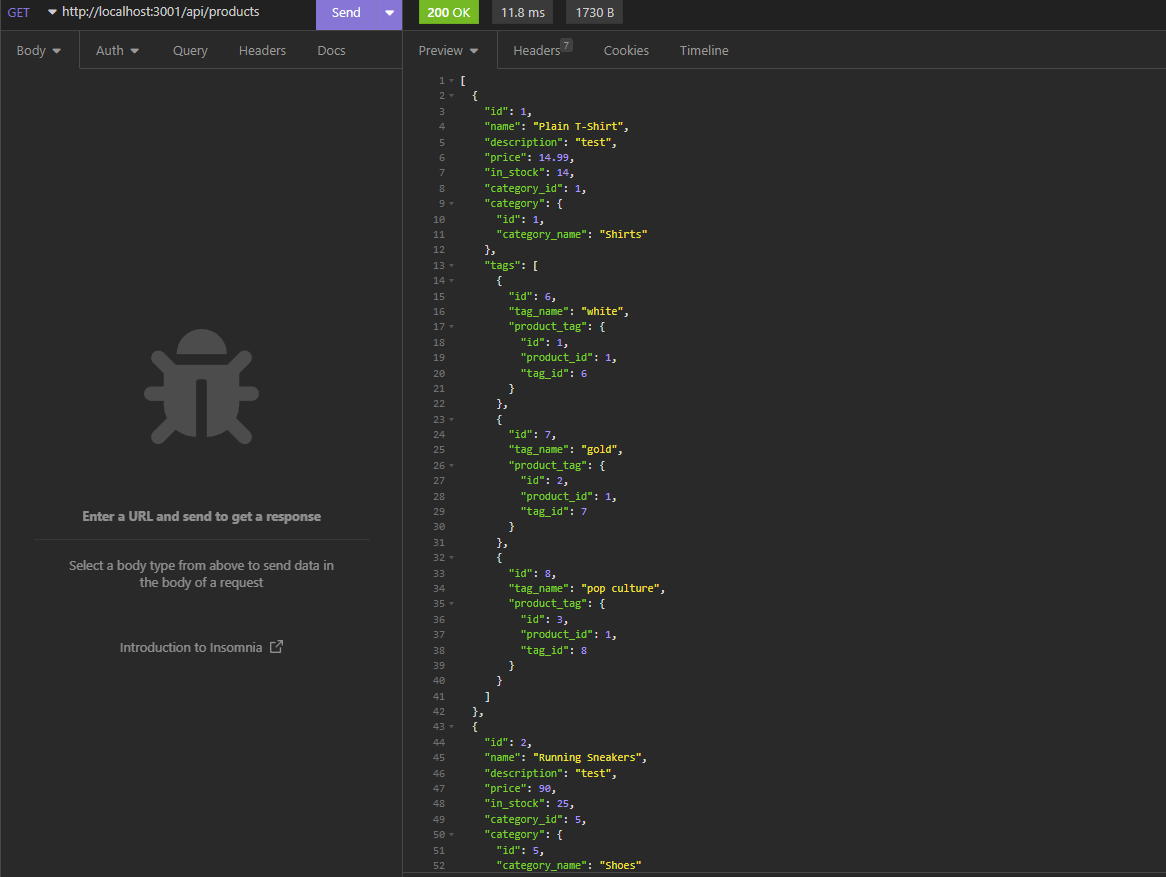 GET http://localhost:3001/api/products Send 200 OK 11.8 ms 1730 B
Body Auth Query Headers Docs
Preview Headers 7 Cookies Timeline
Enter a URL and send to get a response
Select a body type from above to send data in
the body of a request
Introduction to Insomnia
1 [
2 {
3 "id": 1,
4 "name": "Plain T-Shirt",
5 "description": "test",
6 "price": 14.99,
7 "in_stock": 14,
8 "category_id": 1,
9 "category": {
10 "id": 1,
11 "category_name": "Shirts"
12 },
13 "tags": [
14 {
15 "id": 6,
16 "tag_name": "white",
17 "product_tag": {
18 "id": 1,
19 "product_id": 1,
20 "tag_id": 6
21 }
22 },
23 {
24 "id": 7,
25 "tag_name": "gold",
26 "product_tag": {
27 "id": 2,
28 "product_id": 1,
29 "tag_id": 7
30 }
31 },
32 {
33 "id": 8,
34 "tag_name": "pop culture",
35 "product_tag": {
36 "id": 3,
37 "product_id": 1,
38 "tag_id": 8
39 }
40 }
41 ]
42 },
43 {
44 "id": 2,
45 "name": "Running Sneakers",
46 "description": "test",
47 "price": 90,
48 "in_stock": 25,
49 "category_id": 5,
50 "category": {
51 "id": 5,
52 "category_name": "Shoes"